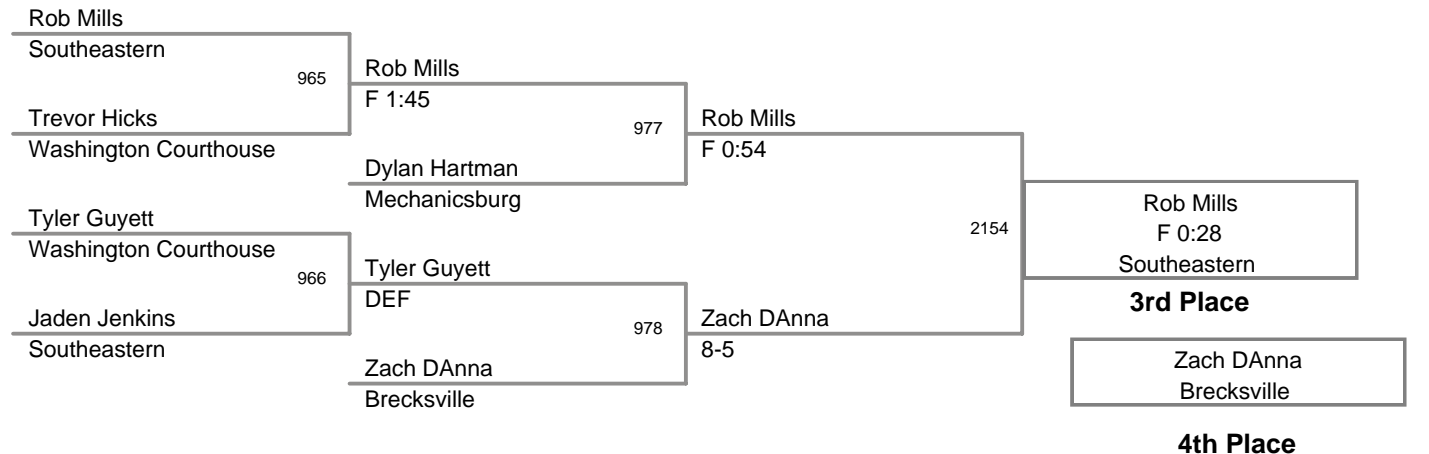 Rob Mills
Southeastern
965
Rob Mills
F 1:45
Trevor Hicks
Washington Courthouse
977
Rob Mills
F 0:54
Dylan Hartman
Mechanicsburg
Tyler Guyett
Washington Courthouse
966
Tyler Guyett
DEF
Jaden Jenkins
Southeastern
978
Zach DAnna
8-5
Zach DAnna
Brecksville
2154
Rob Mills
F 0:28
Southeastern
3rd Place
Zach DAnna
Brecksville
4th Place